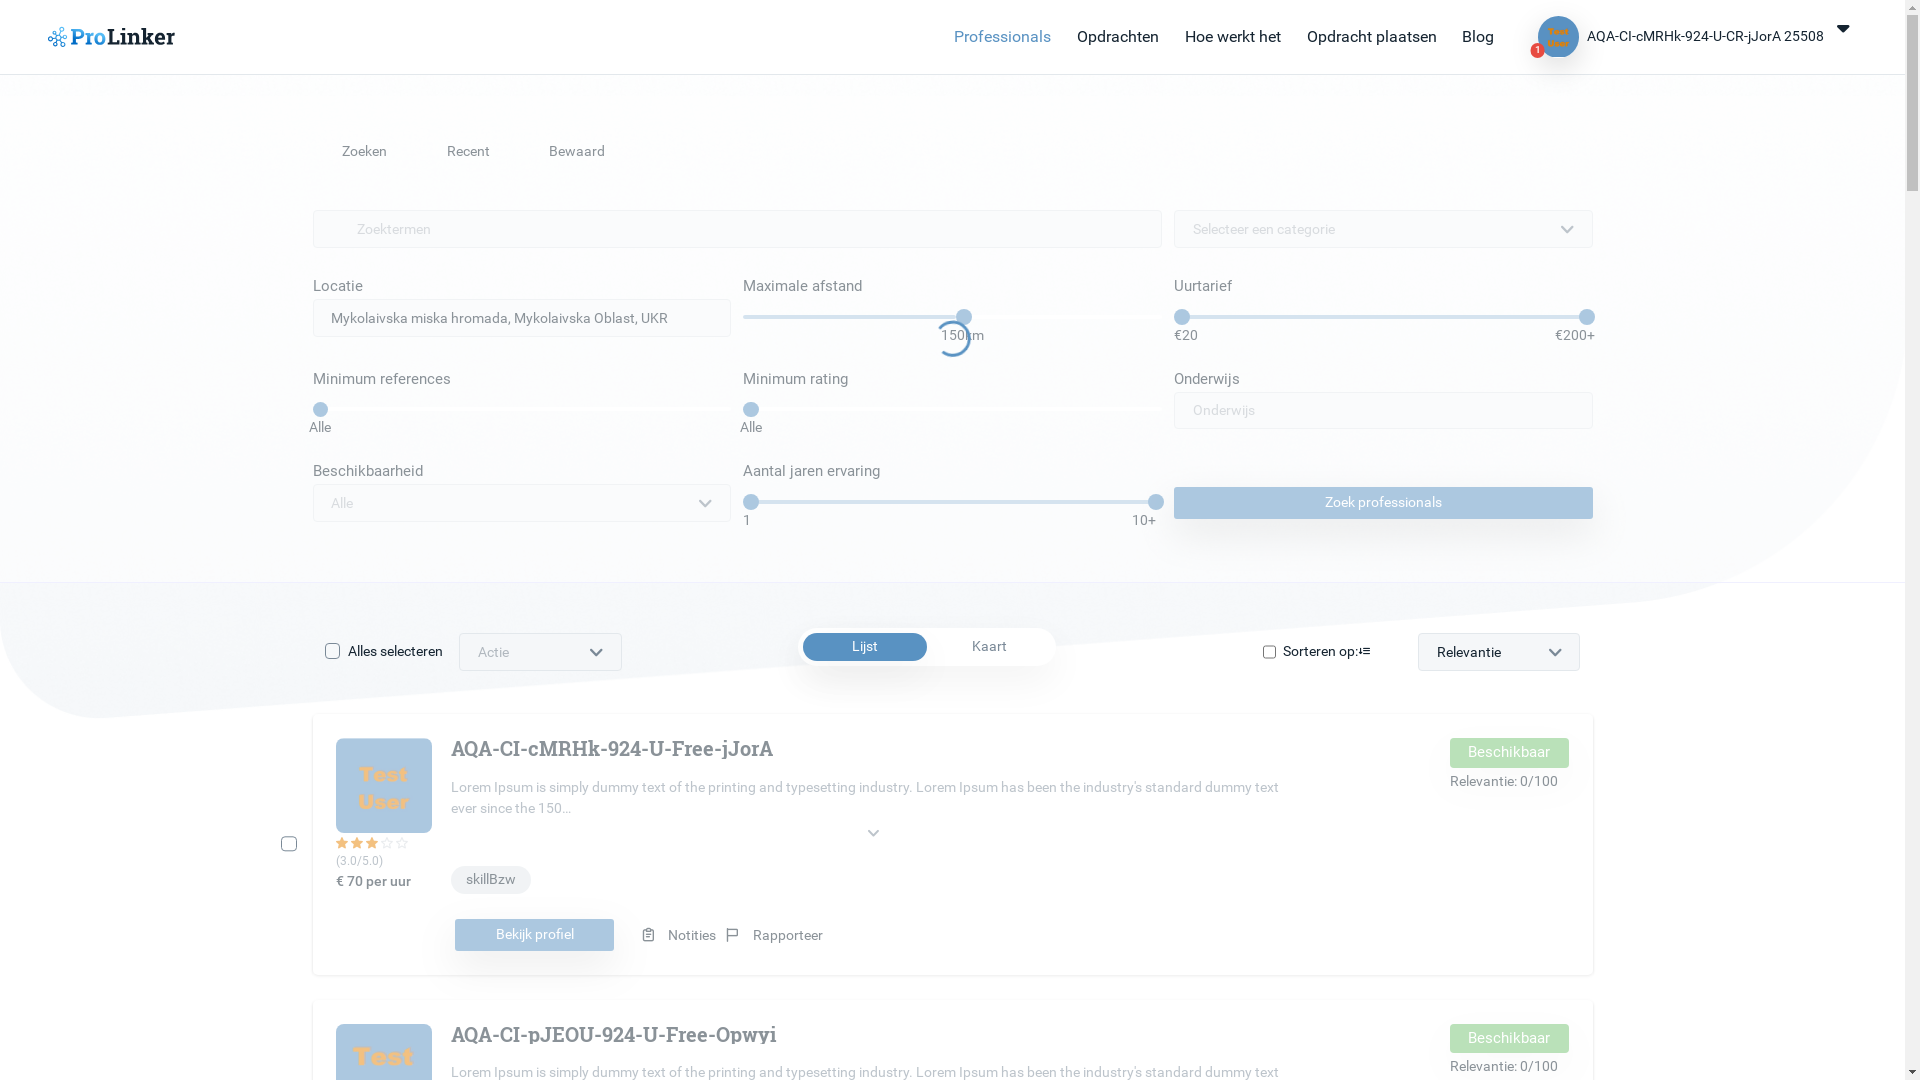 ProLinker
Professionals
Opdrachten
Hoe werkt het
Opdracht plaatsen
Blog
Test
User
1
AQA-CI-cMRHk-924-U-CR-jJorA 25508
Zoeken
Recent
Bewaard
Zoektermen
Selecteer een categorie
Locatie
Maximale afstand
Uurtarief
Mykolaivska miska hromada, Mykolaivska Oblast, UKR
150km
€20
€200+
Minimum references
Minimum rating
Onderwijs
Alle
Alle
Onderwijs
Beschikbaarheid
Aantal jaren ervaring
Alle
1
10+
Zoek professionals
Alles selecteren
Actie
Lijst
Kaart
Sorteren op:
Relevantie
Test
User
(3.0/5.0)
€ 70 per uur
AQA-CI-cMRHk-924-U-Free-jJorA
Lorem Ipsum is simply dummy text of the printing and typesetting industry. Lorem Ipsum has been the industry's standard dummy text
ever since the 150...
skillBzw
Bekijk profiel
Notities
Rapporteer
Beschikbaar
Relevantie: 0/100
Test
AQA-CI-pJEOU-924-U-Free-Opwyi
Lorem Ipsum is simply dummy text of the printing and typesetting industry. Lorem Ipsum has been the industry's standard dummy text
Beschikbaar
Relevantie: 0/100